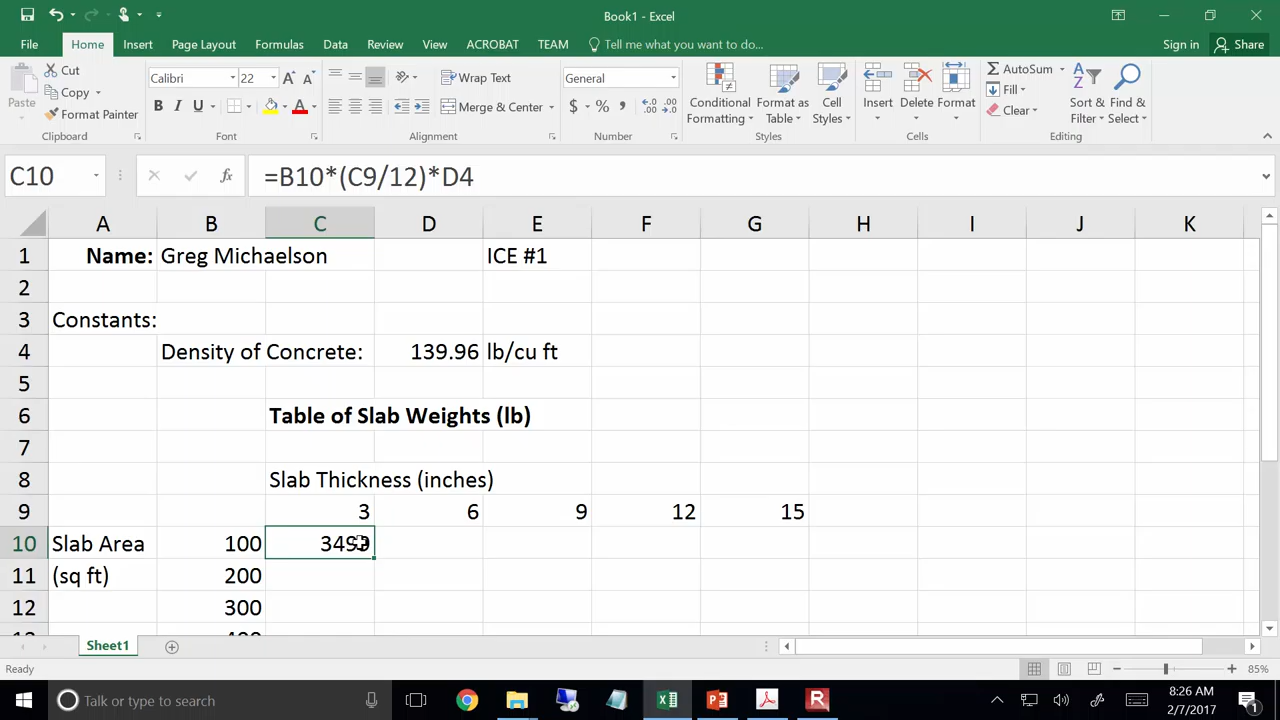 Book1 - Excel
File Home Insert Page Layout Formulas Data Review View ACROBAT TEAM Tell me what you want to do... Sign in Share
Paste
Cut
Copy
Format Painter
Clipboard
Calibri 22
B I U
Font
Wrap Text
Merge & Center
Alignment
General
$ %
Number
Conditional Formatting
Format as Table
Cell Styles
Styles
Insert Delete Format
Cells
AutoSum
Fill
Clear
Sort & Filter
Find & Select
Editing
C10 fx =B10*(C9/12)*D4
A B C D E F G H I J K
1 Name: Greg Michaelson ICE #1
2
3 Constants:
4 Density of Concrete: 139.96 lb/cu ft
5
6 Table of Slab Weights (lb)
7
8 Slab Thickness (inches)
9 3 6 9 12 15
10 Slab Area 100
11 (sq ft) 200
12 300
Sheet1
Ready 85%
Talk or type to search
8:26 AM
2/7/2017